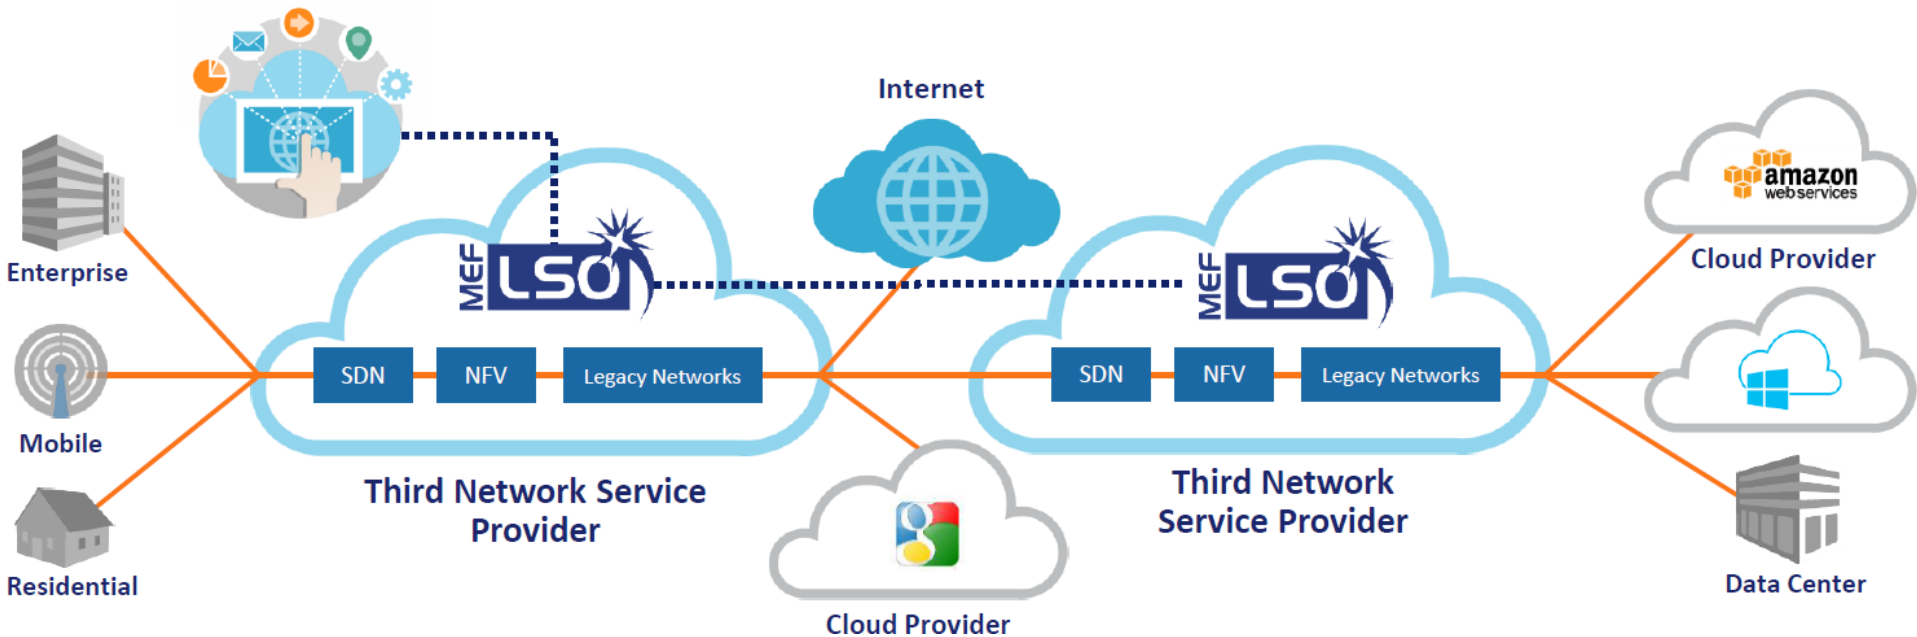 Internet
amazon
webservices
Cloud Provider
Enterprise
MEF
LSO
MEF
LSO
SDN
NFV
Legacy Networks
SDN
NFV
Legacy Networks
Mobile
Third Network Service
Provider
Third Network
Service Provider
g
Residential
Data Center
Cloud Provider